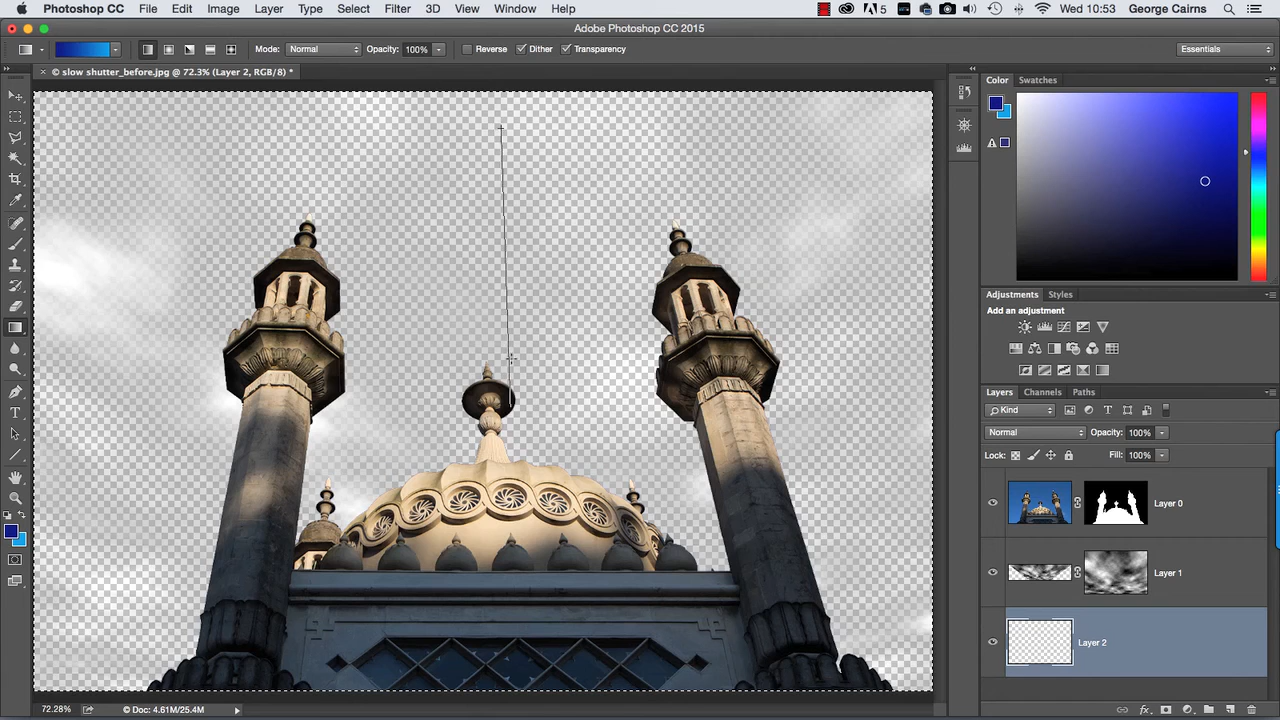 Photoshop CC File Edit Image Layer Type Select Filter 3D View Window Help 5 Wed 10:53 George Cairns
Adobe Photoshop CC 2015
Mode: Normal Opacity: 100% Reverse Dither Transparency Essentials
© slow shutter_before.jpg @ 72.3% (Layer 2, RGB/8) *
Color Swatches
Adjustments Styles
Add an adjustment
Layers Channels Paths
Kind
Normal Opacity: 100%
Lock: Fill: 100%
Layer 0
Layer 1
Layer 2
72.28% © Doc: 4.61M/25.4M